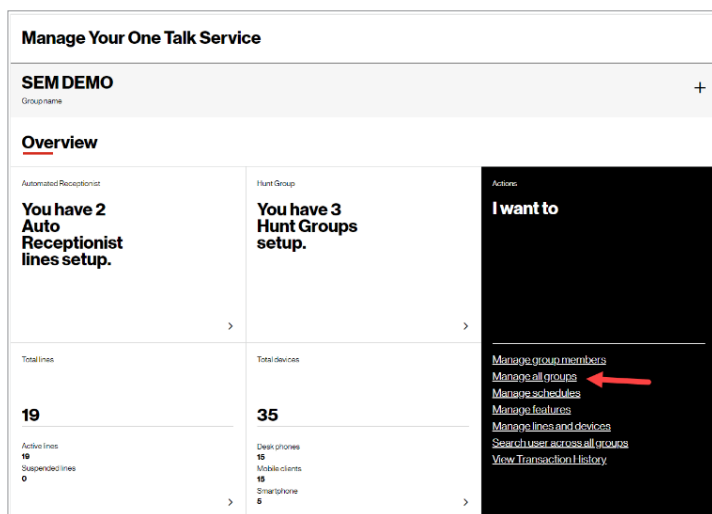 Manage Your One Talk Service
SEM DEMO
Group name
+
Overview
Automated Receptionist
You have 2
Auto
Receptionist
lines setup.
Hunt Group
You have 3
Hunt Groups
setup.
Actions
I want to
Total lines
19
Active lines
19
Suspended lines
0
Total devices
35
Desk phones
15
Mobile clients
15
Smartphone
5
Manage group members
Manage all groups
Manage schedules
Manage features
Manage lines and devices
Search user across all groups
View Transaction History